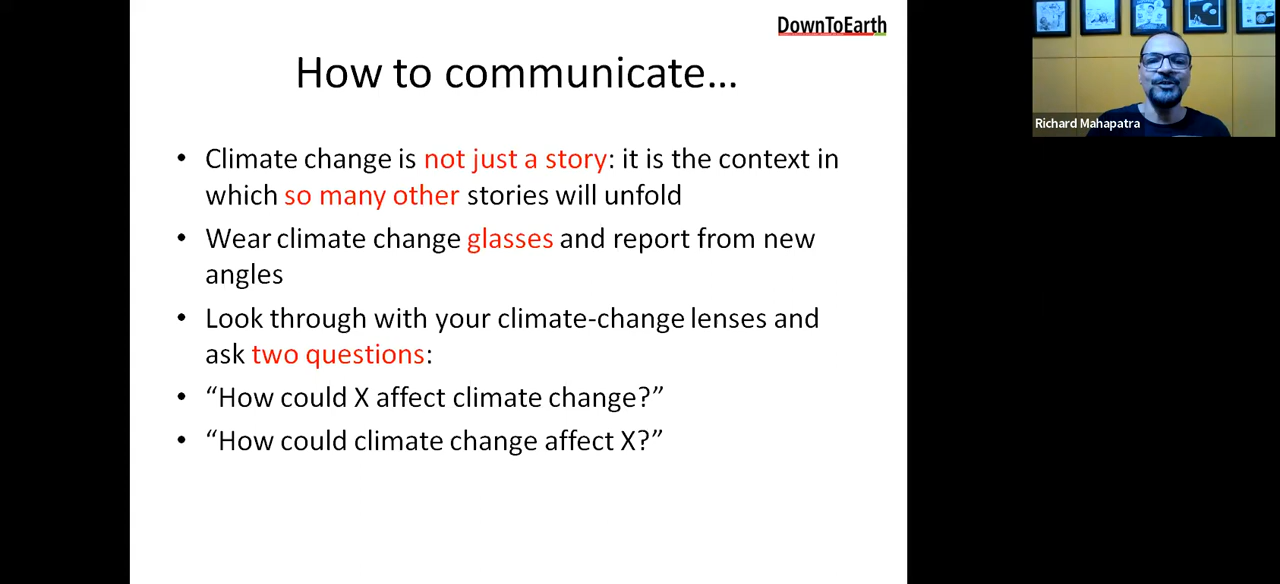 DownToEarth
How to communicate…
• Climate change is not just a story: it is the context in
which so many other stories will unfold
• Wear climate change glasses and report from new
angles
• Look through with your climate-change lenses and
ask two questions:
• “How could X affect climate change?”
• “How could climate change affect X?”
Richard Mahapatra